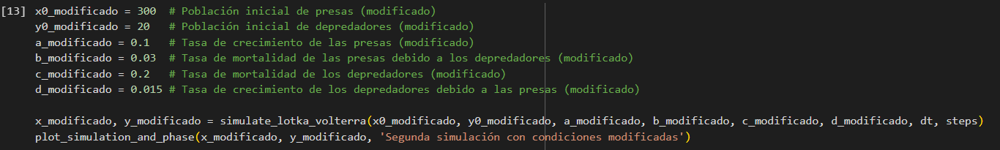 [13] x0_modificado = 300  # Población inicial de presas (modificado)
y0_modificado = 20   # Población inicial de depredadores (modificado)
a_modificado = 0.1   # Tasa de crecimiento de las presas (modificado)
b_modificado = 0.03  # Tasa de mortalidad de las presas debido a los depredadores (modificado)
c_modificado = 0.2   # Tasa de mortalidad de los depredadores (modificado)
d_modificado = 0.015 # Tasa de crecimiento de los depredadores debido a las presas (modificado)
x_modificado, y_modificado = simulate_lotka_volterra(x0_modificado, y0_modificado, a_modificado, b_modificado, c_modificado, d_modificado, dt, steps)
plot_simulation_and_phase(x_modificado, y_modificado, 'Segunda simulación con condiciones modificadas')